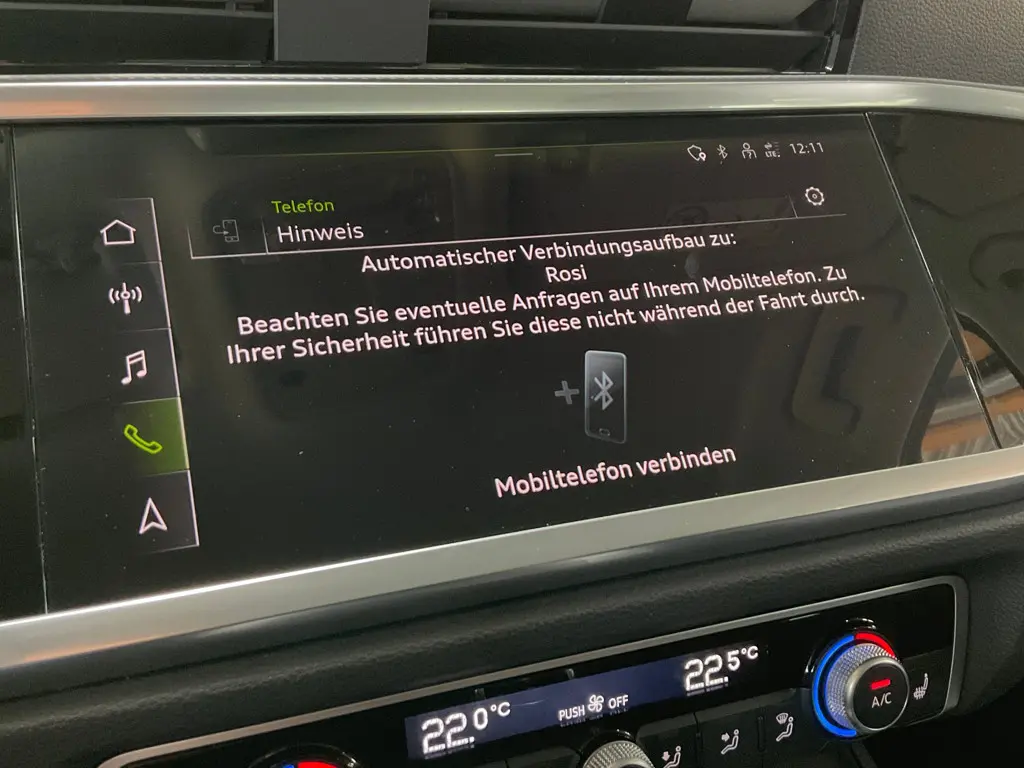 LTE 12:11
Telefon
Hinweis
Automatischer Verbindungsaufbau zu:
Rosi
Beachten Sie eventuelle Anfragen auf Ihrem Mobiltelefon. Zu
Ihrer Sicherheit führen Sie diese nicht während der Fahrt durch.
Mobiltelefon verbinden
22.0°C
PUSH OFF
22.5°C
A/C